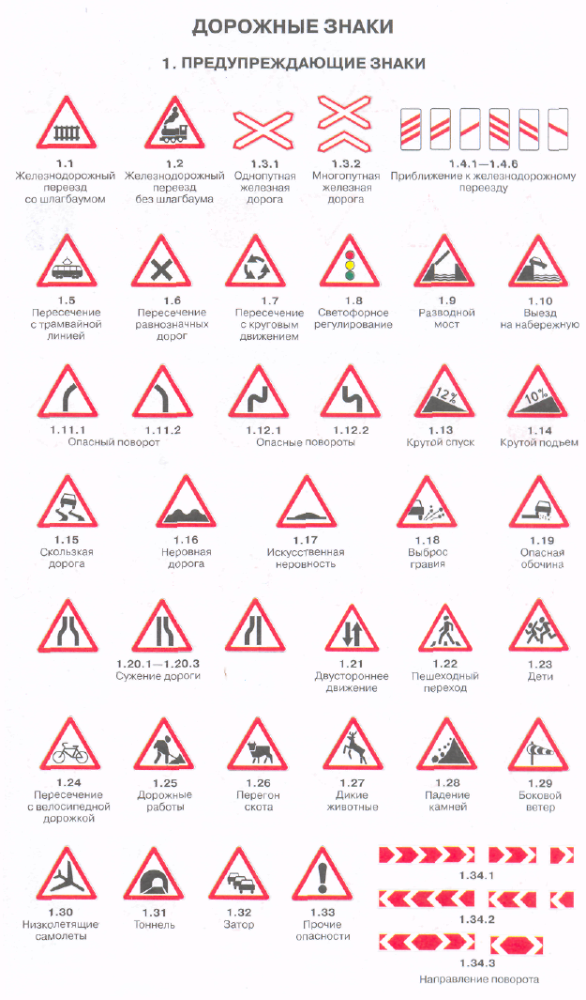 ДОРОЖНЫЕ ЗНАКИ
1. ПРЕДУПРЕЖДАЮЩИЕ ЗНАКИ
1.1
Железнодорожный
переезд
со шлагбаумом
1.2
Железнодорожный
переезд
без шлагбаума
1.3.1
Однопутная
железная
дорога
1.3.2
Многопутная
железная
дорога
1.4.1—1.4.6
Приближение к железнодорожному
переезду
1.5
Пересечение
с трамвайной
линией
1.6
Пересечение
равнозначных
дорог
1.7
Пересечение
с круговым
движением
1.8
Светофорное
регулирование
1.9
Разводной
мост
1.10
Выезд
на набережную
1.11.1
1.11.2
Опасный поворот
1.12.1
1.12.2
Опасные повороты
12%
1.13
Крутой спуск
10%
1.14
Крутой подъем
1.15
Скользкая
дорога
1.16
Неровная
дорога
1.17
Искусственная
неровность
1.18
Выброс
гравия
1.19
Опасная
обочина
1.20.1—1.20.3
Сужение дороги
1.21
Двустороннее
движение
1.22
Пешеходный
переход
1.23
Дети
1.24
Пересечение
с велосипедной
дорожкой
1.25
Дорожные
работы
1.26
Перегон
скота
1.27
Дикие
животные
1.28
Падение
камней
1.29
Боковой
ветер
1.30
Низколетящие
самолеты
1.31
Тоннель
1.32
Затор
1.33
Прочие
опасности
1.34.1
1.34.2
1.34.3
Направление поворота